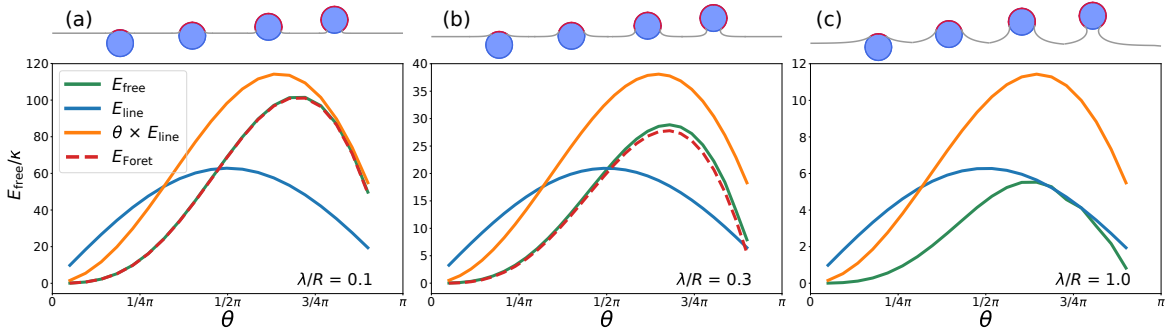 (a)
(b)
(c)
E_free/κ
120
100
80
60
40
20
0
E_free
E_line
θ × E_line
E_Foret
λ/R = 0.1
0
1/4π
1/2π
3/4π
π
θ
40
35
30
25
20
15
10
5
0
λ/R = 0.3
0
1/4π
1/2π
3/4π
π
θ
12
10
8
6
4
2
0
λ/R = 1.0
0
1/4π
1/2π
3/4π
π
θ